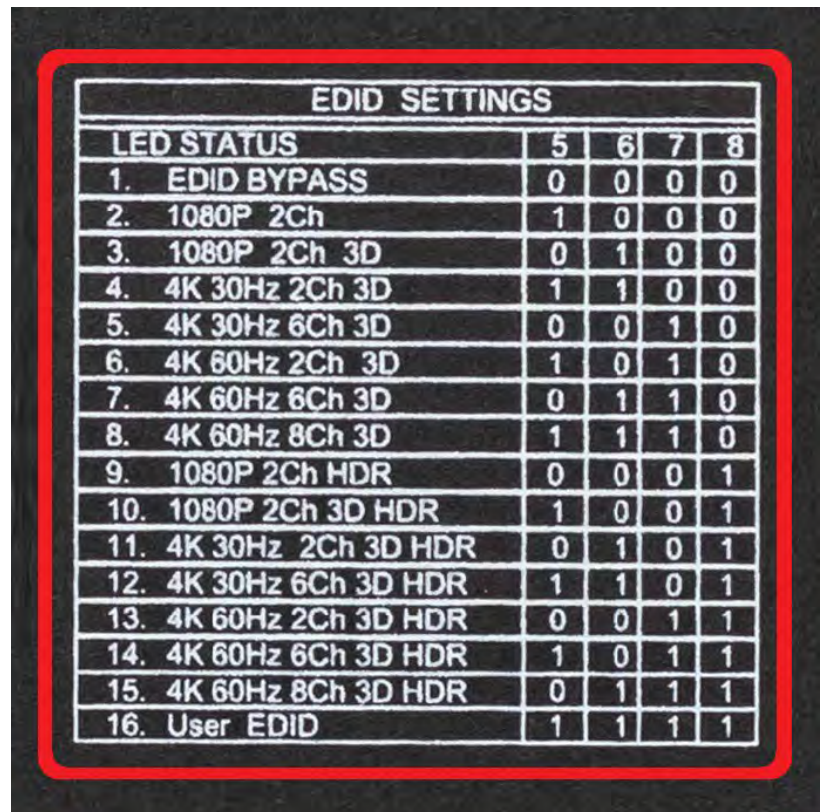 EDID SETTINGS
LED STATUS 5 6 7 8
1. EDID BYPASS 0 0 0 0
2. 1080P 2Ch 1 0 0 0
3. 1080P 2Ch 3D 0 1 0 0
4. 4K 30Hz 2Ch 3D 1 1 0 0
5. 4K 30Hz 6Ch 3D 0 0 1 0
6. 4K 60Hz 2Ch 3D 1 0 1 0
7. 4K 60Hz 6Ch 3D 0 1 1 0
8. 4K 60Hz 8Ch 3D 1 1 1 0
9. 1080P 2Ch HDR 0 0 0 1
10. 1080P 2Ch 3D HDR 1 0 0 1
11. 4K 30Hz 2Ch 3D HDR 0 1 0 1
12. 4K 30Hz 6Ch 3D HDR 1 1 0 1
13. 4K 60Hz 2Ch 3D HDR 0 0 1 1
14. 4K 60Hz 6Ch 3D HDR 1 0 1 1
15. 4K 60Hz 8Ch 3D HDR 0 1 1 1
16. User EDID 1 1 1 1